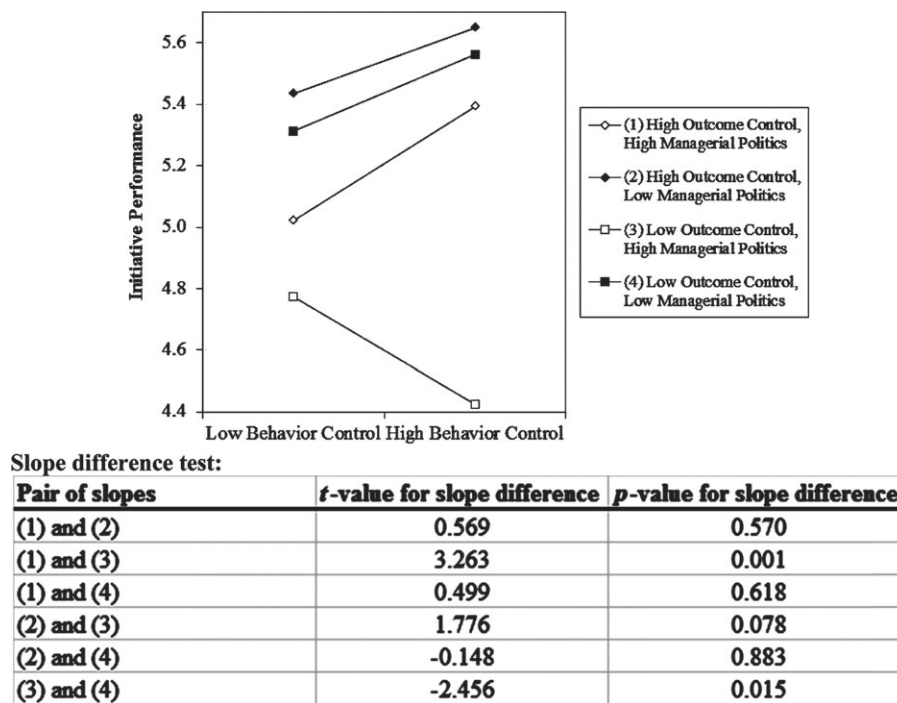 5.6
5.4
5.2
5.0
4.8
4.6
4.4
Initiative Performance
Low Behavior Control High Behavior Control
(1) High Outcome Control,
High Managerial Politics
(2) High Outcome Control,
Low Managerial Politics
(3) Low Outcome Control,
High Managerial Politics
(4) Low Outcome Control,
Low Managerial Politics
Slope difference test:
Pair of slopes t-value for slope difference p-value for slope difference
(1) and (2) 0.569 0.570
(1) and (3) 3.263 0.001
(1) and (4) 0.499 0.618
(2) and (3) 1.776 0.078
(2) and (4) -0.148 0.883
(3) and (4) -2.456 0.015